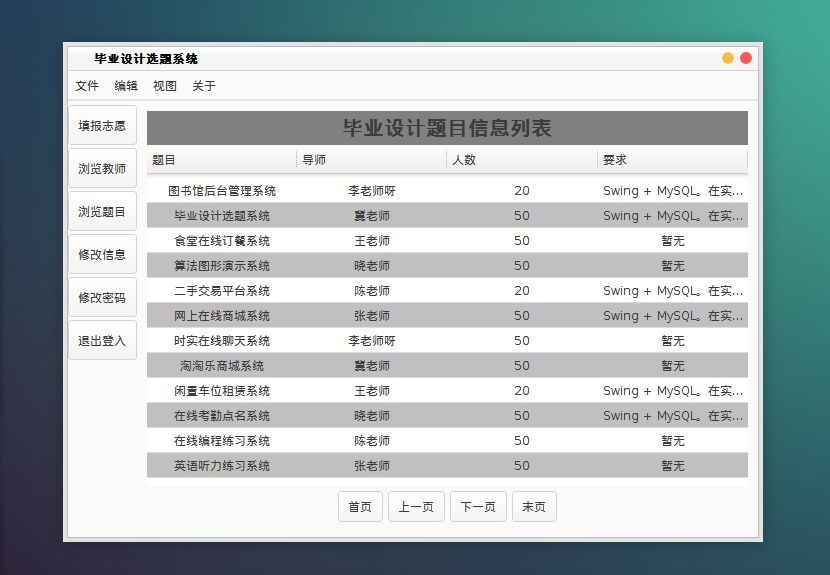 毕业设计选题系统
文件 编辑 视图 关于
填报志愿
浏览教师
浏览题目
修改信息
修改密码
退出登入
毕业设计题目信息列表
题目 导师 人数 要求
图书馆后台管理系统 李老师呀 20 Swing + MySQL。在实...
毕业设计选题系统 冀老师 50 Swing + MySQL。在实...
食堂在线订餐系统 王老师 50 暂无
算法图形演示系统 晓老师 50 暂无
二手交易平台系统 陈老师 20 Swing + MySQL。在实...
网上在线商城系统 张老师 50 Swing + MySQL。在实...
时实在线聊天系统 李老师呀 50 暂无
淘淘乐商城系统 冀老师 50 暂无
闲置车位租赁系统 王老师 20 Swing + MySQL。在实...
在线考勤点名系统 晓老师 50 Swing + MySQL。在实...
在线编程练习系统 陈老师 50 暂无
英语听力练习系统 张老师 50 暂无
首页 上一页 下一页 末页